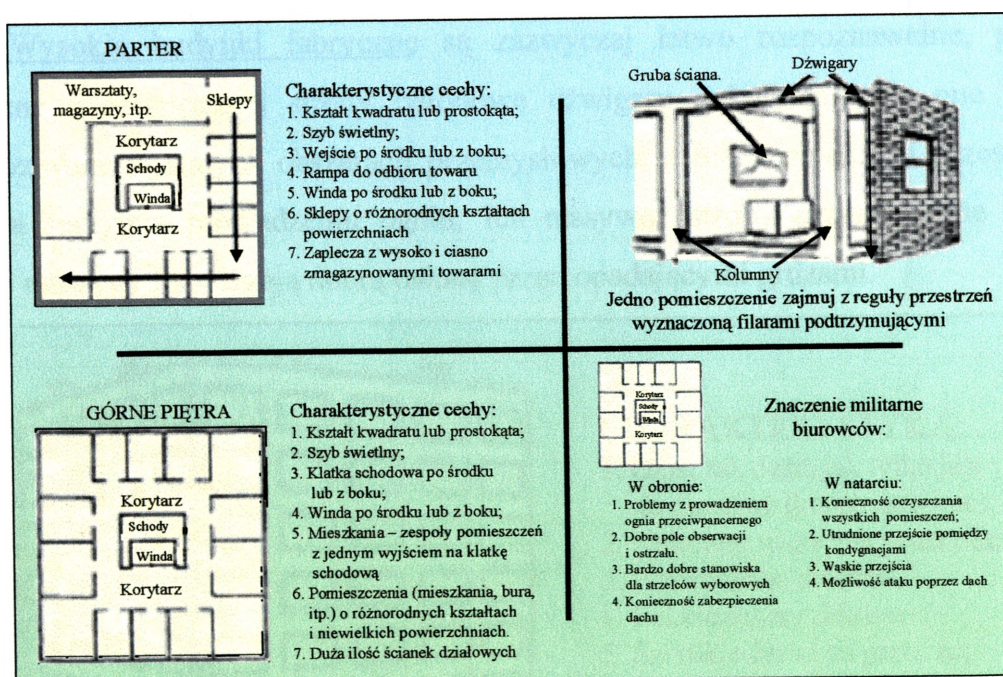 PARTER
Warsztaty,
magazyny, itp.
Sklepy
Korytarz
Schody
Winda
Korytarz
Charakterystyczne cechy:
1. Kształt kwadratu lub prostokąta;
2. Szyb świetlny;
3. Wejście po środku lub z boku;
4. Rampa do odbioru towaru
5. Winda po środku lub z boku;
6. Sklepy o różnorodnych kształtach
powierzchniach
7. Zaplecza z wysoko i ciasno
zmagazynowanymi towarami
Gruba ściana.
Dźwigary
Kolumny
Jedno pomieszczenie zajmuj z reguły przestrzeń
wyznaczoną filarami podtrzymującymi
GÓRNE PIĘTRA
Korytarz
Schody
Winda
Korytarz
Charakterystyczne cechy:
1. Kształt kwadratu lub prostokąta;
2. Szyb świetlny;
3. Klatka schodowa po środku
lub z boku;
4. Winda po środku lub z boku;
5. Mieszkania – zespoły pomieszczeń
z jednym wyjściem na klatkę
schodową
6. Pomieszczenia (mieszkania, bura,
itp.) o różnorodnych kształtach
i niewielkich powierzchniach.
7. Duża ilość ścianek działowych
Korytarz
Schody
Winda
Korytarz
Znaczenie militarne
biurowców:
W obronie:
1. Problemy z prowadzeniem
ognia przeciwpancernego
2. Dobre pole obserwacji
i ostrzału.
3. Bardzo dobre stanowiska
dla strzelców wyborowych
4. Konieczność zabezpieczenia
dachu
W natarciu:
1. Konieczność oczyszczania
wszystkich pomieszczeń;
2. Utrudnione przejście pomiędzy
kondygnacjami
3. Wąskie przejścia
4. Możliwość ataku poprzez dach